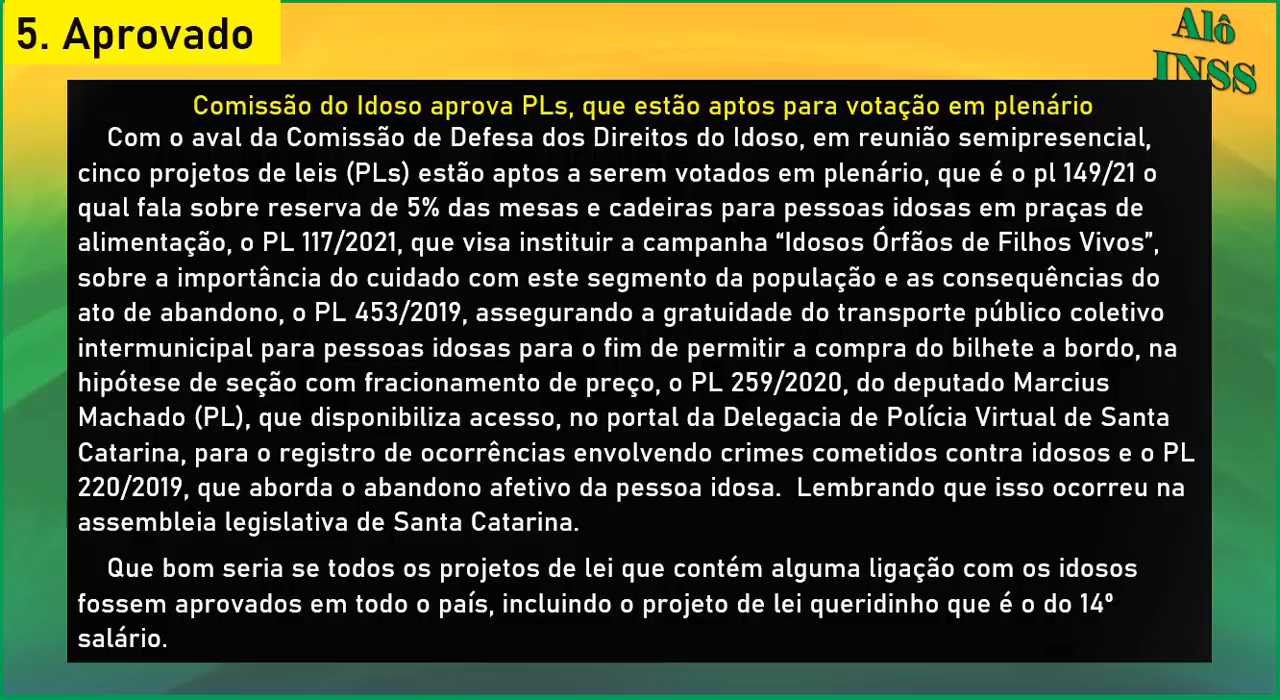 5. Aprovado
Alô
INSS
Comissão do Idoso aprova PLs, que estão aptos para votação em plenário
Com o aval da Comissão de Defesa dos Direitos do Idoso, em reunião semipresencial,
cinco projetos de leis (PLs) estão aptos a serem votados em plenário, que é o pl 149/21 o
qual fala sobre reserva de 5% das mesas e cadeiras para pessoas idosas em praças de
alimentação, o PL 117/2021, que visa instituir a campanha “Idosos Órfãos de Filhos Vivos”,
sobre a importância do cuidado com este segmento da população e as consequências do
ato de abandono, o PL 453/2019, assegurando a gratuidade do transporte público coletivo
intermunicipal para pessoas idosas para o fim de permitir a compra do bilhete a bordo, na
hipótese de seção com fracionamento de preço, o PL 259/2020, do deputado Marcius
Machado (PL), que disponibiliza acesso, no portal da Delegacia de Polícia Virtual de Santa
Catarina, para o registro de ocorrências envolvendo crimes cometidos contra idosos e o PL
220/2019, que aborda o abandono afetivo da pessoa idosa.  Lembrando que isso ocorreu na
assembleia legislativa de Santa Catarina.
Que bom seria se todos os projetos de lei que contém alguma ligação com os idosos
fossem aprovados em todo o país, incluindo o projeto de lei queridinho que é o do 14º
salário.